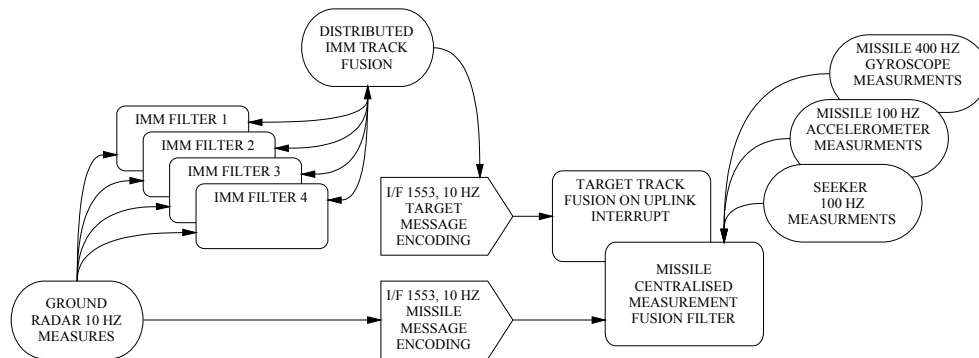 DISTRIBUTED
IMM TRACK
FUSION
MISSILE 400 HZ
GYROSCOPE
MEASURMENTS
IMM FILTER 1
IMM FILTER 2
IMM FILTER 3
IMM FILTER 4
MISSILE 100 HZ
ACCELEROMETER
MEASURMENTS
SEEKER
100 HZ
MEASURMENTS
I/F 1553, 10 HZ
TARGET
MESSAGE
ENCODING
TARGET TRACK
FUSION ON UPLINK
INTERRUPT
MISSILE
CENTRALISED
MEASUREMENT
FUSION FILTER
GROUND
RADAR 10 HZ
MEASURES
I/F 1553, 10 HZ
MISSILE
MESSAGE
ENCODING